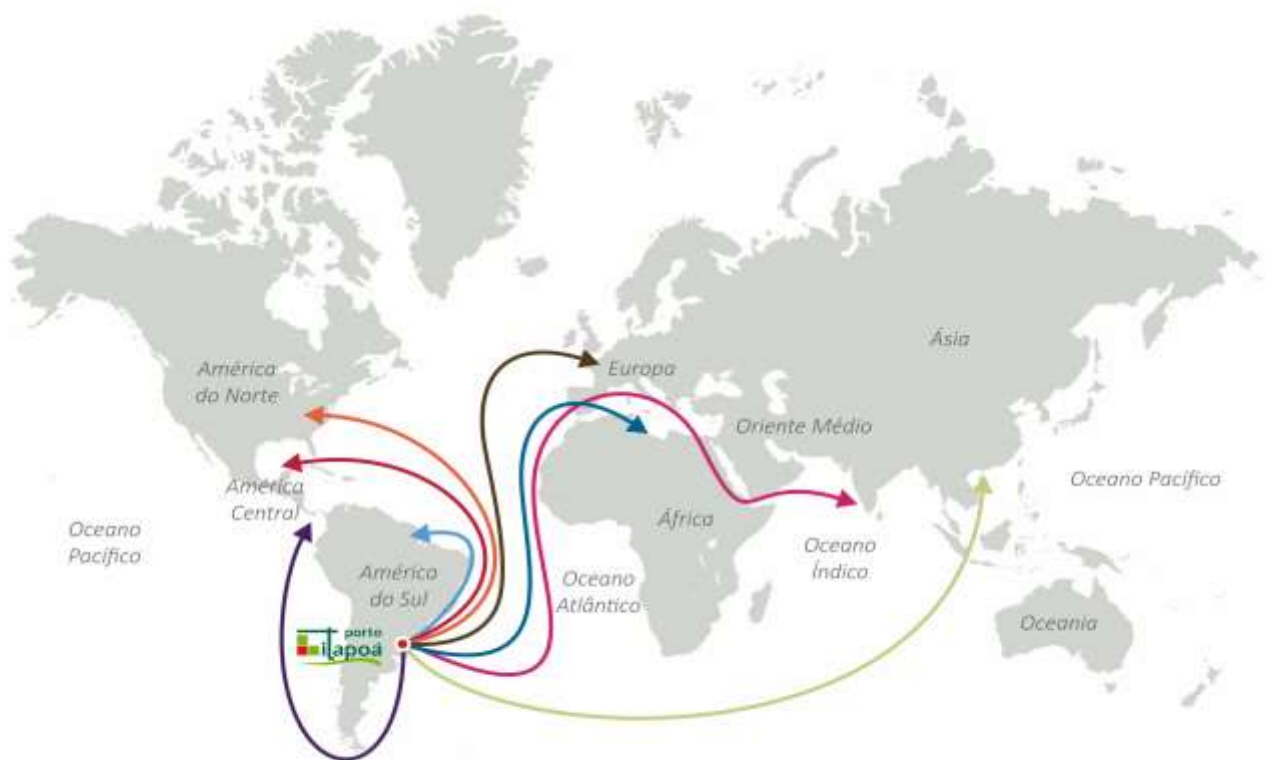 América
do Norte
Europa
Ásia
Oriente Médio
América
Central
Oceano Pacífico
Oceano
Pacífico
África
Oceano
Índico
América
do Sul
Oceano
Atlântico
Oceania
porto
itapoá